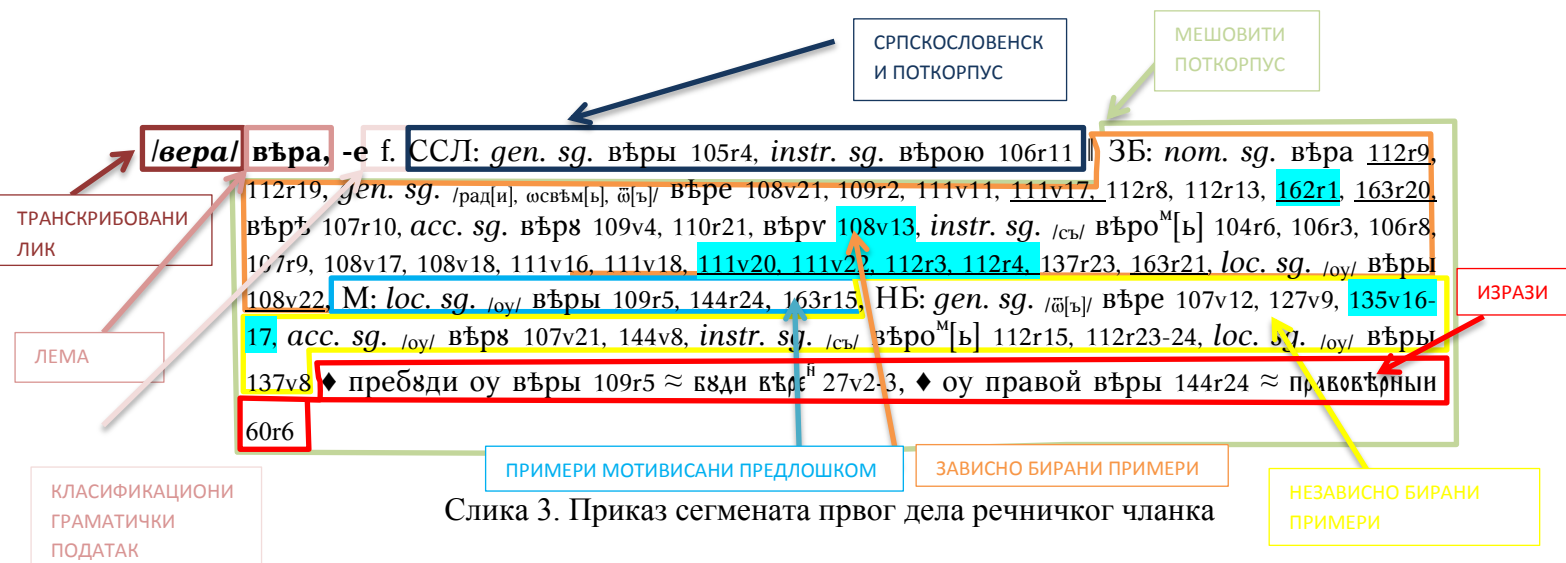 СРПСКОСЛОВЕНСК
И ПОТКОРПУС
МЕШОВИТИ
ПОТКОРПУС
/вера/ вѣра, -е f. ССЛ: gen. sg. вѣры 105r4, instr. sg. вѣрою 106r11 ‖ ЗБ: nom. sg. вѣра 112r9,
112r19, gen. sg. /рад[и], ѡсвѣм[ь], ѿ[ъ]/ вѣре 108v21, 109r2, 111v11, 111v17, 112r8, 112r13, 162r1, 163r20,
вѣрѣ 107r10, acc. sg. вѣрȣ 109v4, 110r21, вѣрѵ 108v13, instr. sg. /съ/ вѣроᵐ[ь] 104r6, 106r3, 106r8,
107r9, 108v17, 108v18, 111v16, 111v18, 111v20, 111v22, 112r3, 112r4, 137r23, 163r21, loc. sg. /оу/ вѣры
108v22, М: loc. sg. /оу/ вѣры 109r5, 144r24, 163r15, НБ: gen. sg. /ѿ[ъ]/ вѣре 107v12, 127v9, 135v16-
17, acc. sg. /оу/ вѣрȣ 107v21, 144v8, instr. sg. /съ/ вѣроᵐ[ь] 112r15, 112r23-24, loc. sg. /оу/ вѣры
137v8 ♦ пребȣди оу вѣры 109r5 ≈ бȣди вѣреⁿ 27v2-3, ♦ оу правой вѣры 144r24 ≈ правовѣрныи
60r6
ТРАНСКРИБОВАНИ
ЛИК
ЛЕМА
КЛАСИФИКАЦИОНИ
ГРАМАТИЧКИ
ПОДАТАК
ИЗРАЗИ
ПРИМЕРИ МОТИВИСАНИ ПРЕДЛОШКОМ
ЗАВИСНО БИРАНИ ПРИМЕРИ
НЕЗАВИСНО БИРАНИ
ПРИМЕРИ
Слика 3. Приказ сегмената првог дела речничког чланка